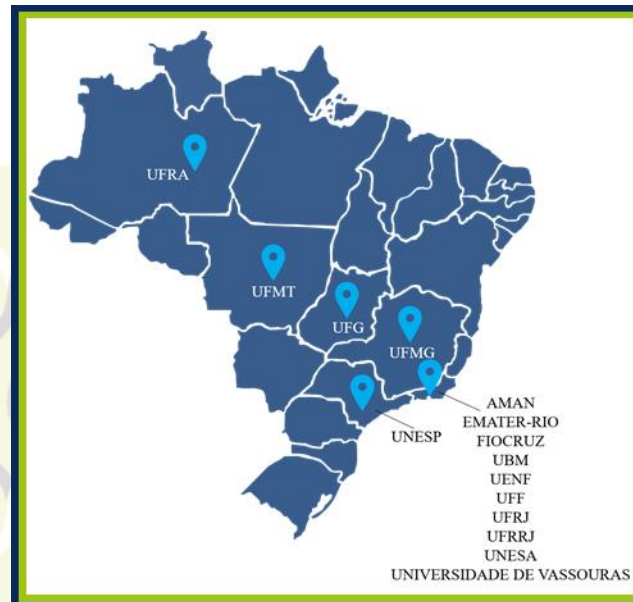 UFRA
UFMT
UFG
UFMG
UNESP
AMAN
EMATER-RIO
FIOCRUZ
UBM
UENF
UFF
UFRJ
UFRRJ
UNESA
UNIVERSIDADE DE VASSOURAS